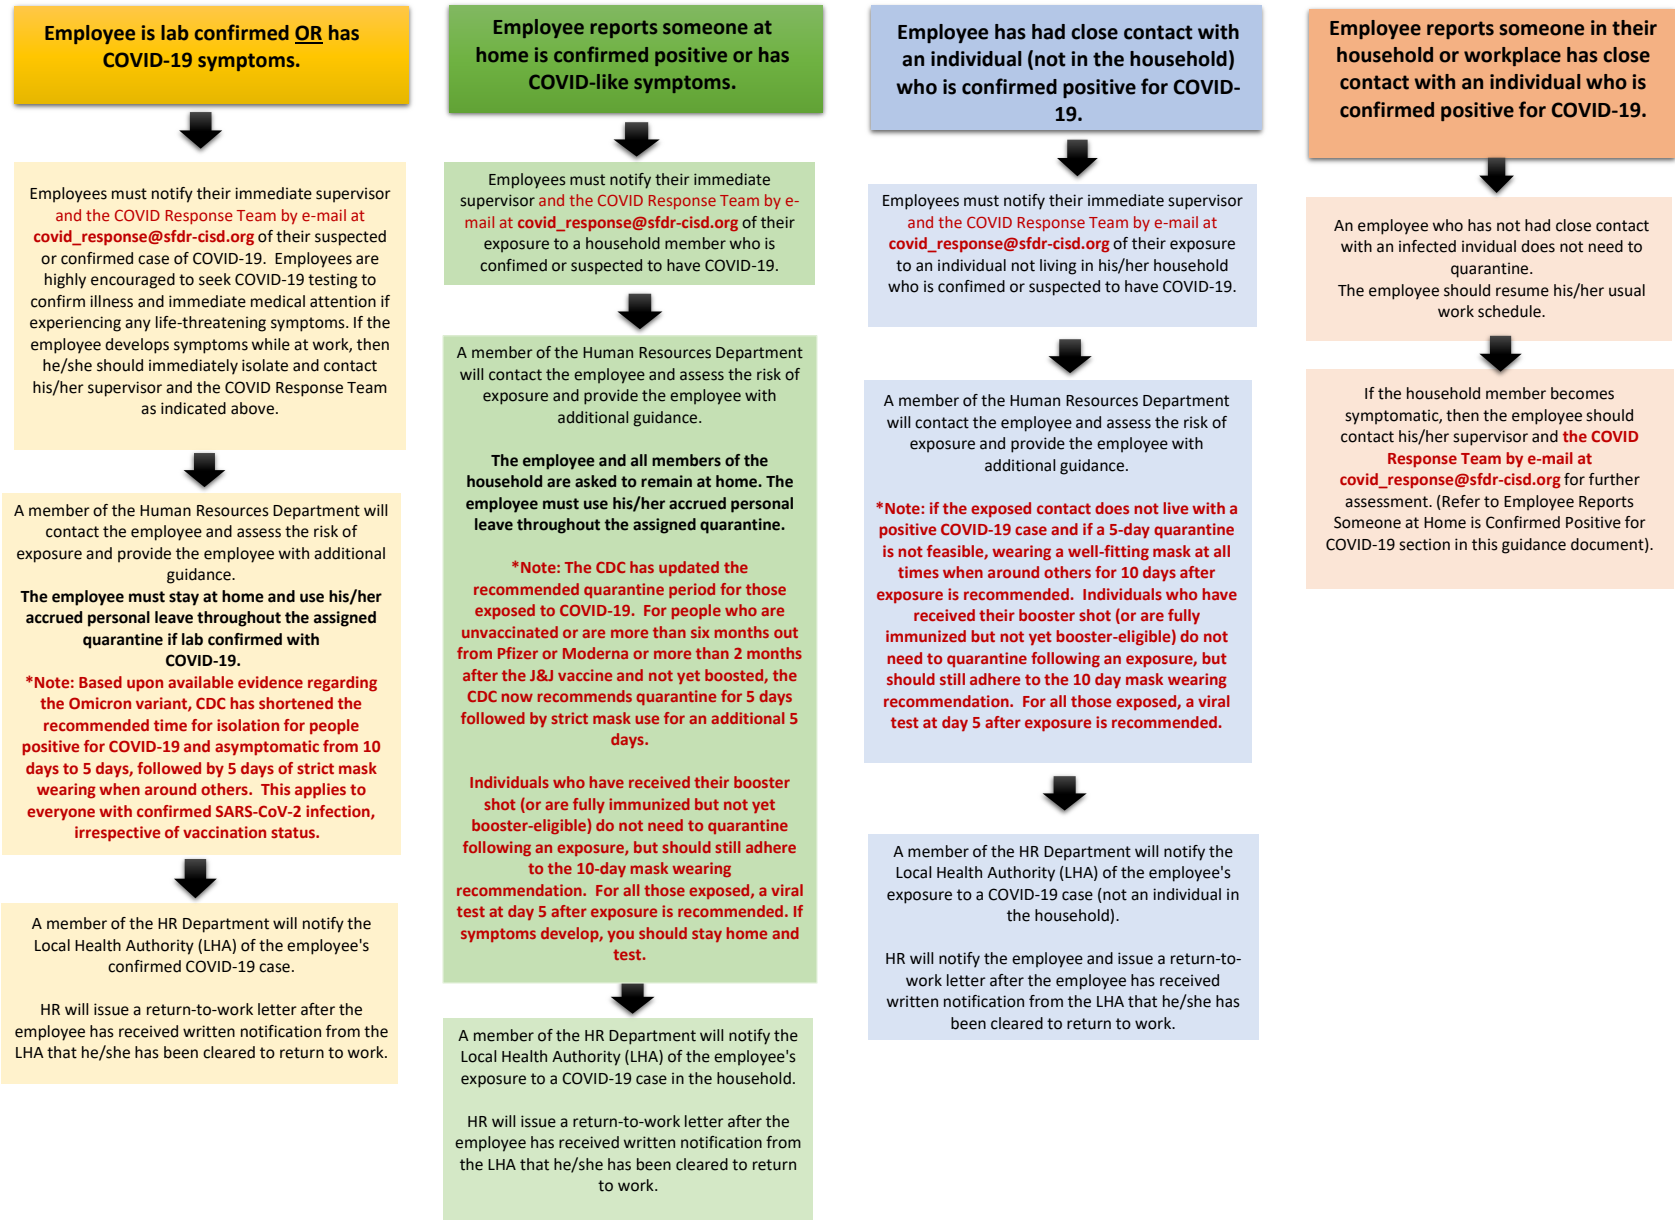 Employee is lab confirmed OR has
COVID-19 symptoms.
Employees must notify their immediate supervisor
and the COVID Response Team by e-mail at
covid_response@sfdr-cisd.org of their suspected
or confirmed case of COVID-19.  Employees are
highly encouraged to seek COVID-19 testing to
confirm illness and immediate medical attention if
experiencing any life-threatening symptoms. If the
employee develops symptoms while at work, then
he/she should immediately isolate and contact
his/her supervisor and the COVID Response Team
as indicated above.
A member of the Human Resources Department will
contact the employee and assess the risk of
exposure and provide the employee with additional
guidance.
The employee must stay at home and use his/her
accrued personal leave throughout the assigned
quarantine if lab confirmed with
COVID-19.
*Note: Based upon available evidence regarding
the Omicron variant, CDC has shortened the
recommended time for isolation for people
positive for COVID-19 and asymptomatic from 10
days to 5 days, followed by 5 days of strict mask
wearing when around others.  This applies to
everyone with confirmed SARS-CoV-2 infection,
irrespective of vaccination status.
A member of the HR Department will notify the
Local Health Authority (LHA) of the employee's
confirmed COVID-19 case.
HR will issue a return-to-work letter after the
employee has received written notification from the
LHA that he/she has been cleared to return to work.
Employee reports someone at
home is confirmed positive or has
COVID-like symptoms.
Employees must notify their immediate
supervisor and the COVID Response Team by e-
mail at covid_response@sfdr-cisd.org of their
exposure to a household member who is
confimed or suspected to have COVID-19.
A member of the Human Resources Department
will contact the employee and assess the risk of
exposure and provide the employee with
additional guidance.
The employee and all members of the
household are asked to remain at home. The
employee must use his/her accrued personal
leave throughout the assigned quarantine.
*Note: The CDC has updated the
recommended quarantine period for those
exposed to COVID-19.  For people who are
unvaccinated or are more than six months out
from Pfizer or Moderna or more than 2 months
after the J&J vaccine and not yet boosted, the
CDC now recommends quarantine for 5 days
followed by strict mask use for an additional 5
days.
Individuals who have received their booster
shot (or are fully immunized but not yet
booster-eligible) do not need to quarantine
following an exposure, but should still adhere
to the 10-day mask wearing
recommendation.  For all those exposed, a viral
test at day 5 after exposure is recommended. If
symptoms develop, you should stay home and
test.
A member of the HR Department will notify the
Local Health Authority (LHA) of the employee's
exposure to a COVID-19 case in the household.
HR will issue a return-to-work letter after the
employee has received written notification from
the LHA that he/she has been cleared to return
to work.
Employee has had close contact with
an individual (not in the household)
who is confirmed positive for COVID-
19.
Employees must notify their immediate supervisor
and the COVID Response Team by e-mail at
covid_response@sfdr-cisd.org of their exposure
to an individual not living in his/her household
who is confimed or suspected to have COVID-19.
A member of the Human Resources Department
will contact the employee and assess the risk of
exposure and provide the employee with
additional guidance.
*Note: if the exposed contact does not live with a
positive COVID-19 case and if a 5-day quarantine
is not feasible, wearing a well-fitting mask at all
times when around others for 10 days after
exposure is recommended.  Individuals who have
received their booster shot (or are fully
immunized but not yet booster-eligible) do not
need to quarantine following an exposure, but
should still adhere to the 10 day mask wearing
recommendation.  For all those exposed, a viral
test at day 5 after exposure is recommended.
A member of the HR Department will notify the
Local Health Authority (LHA) of the employee's
exposure to a COVID-19 case (not an individual in
the household).
HR will notify the employee and issue a return-to-
work letter after the employee has received
written notification from the LHA that he/she has
been cleared to return to work.
Employee reports someone in their
household or workplace has close
contact with an individual who is
confirmed positive for COVID-19.
An employee who has not had close contact
with an infected invidual does not need to
quarantine.
The employee should resume his/her usual
work schedule.
If the household member becomes
symptomatic, then the employee should
contact his/her supervisor and the COVID
Response Team by e-mail at
covid_response@sfdr-cisd.org for further
assessment. (Refer to Employee Reports
Someone at Home is Confirmed Positive for
COVID-19 section in this guidance document).